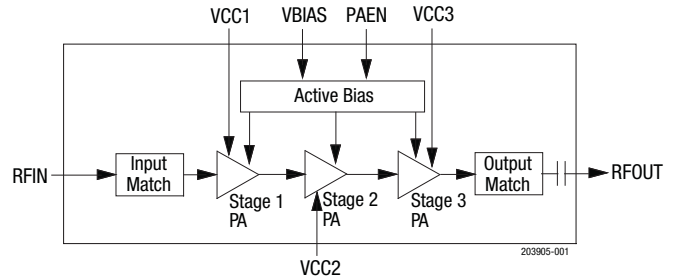 VCC1
VBIAS
PAEN
VCC3
Active Bias
RFIN
Input
Match
Stage 1
PA
Stage 2
PA
Stage 3
PA
Output
Match
RFOUT
203905-001
VCC2